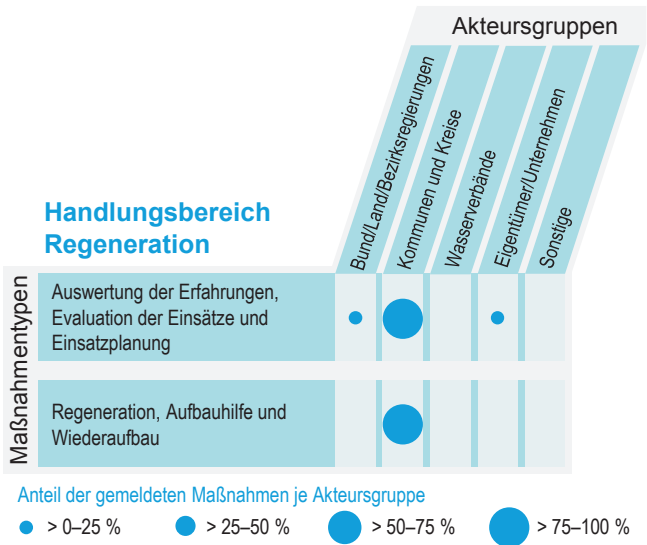 Akteursgruppen
Bund/Land/Bezirksregierungen
Kommunen und Kreise
Wasserverbände
Eigentümer/Unternehmen
Sonstige
Handlungsbereich
Regeneration
Maßnahmentypen
Auswertung der Erfahrungen,
Evaluation der Einsätze und
Einsatzplanung
Regeneration, Aufbauhilfe und
Wiederaufbau
Anteil der gemeldeten Maßnahmen je Akteursgruppe
> 0–25 % > 25–50 % > 50–75 % > 75–100 %